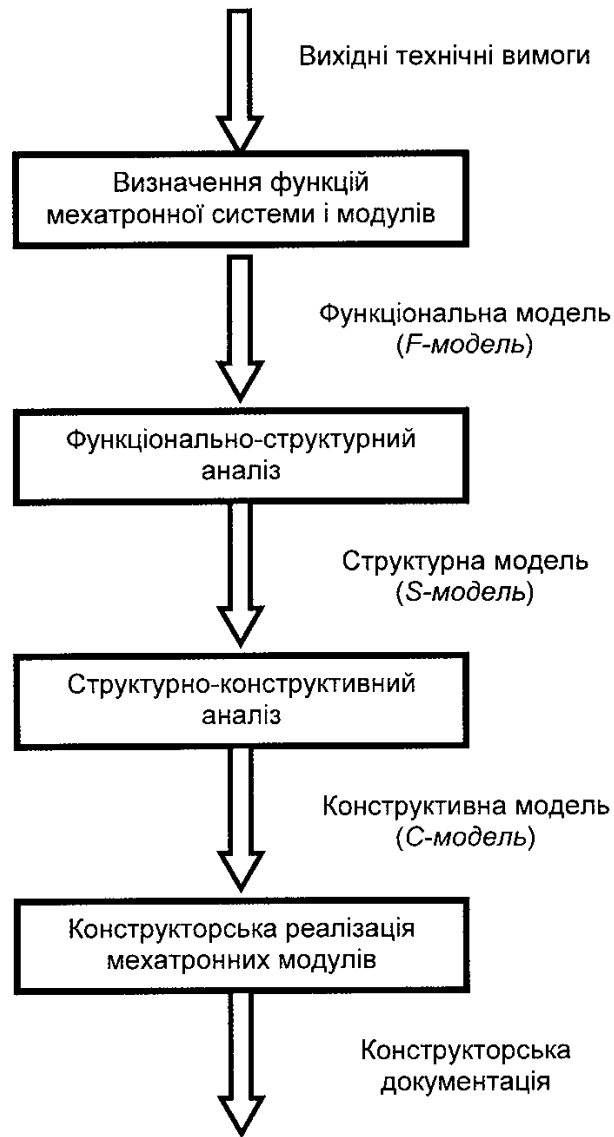 Вихідні технічні вимоги
Визначення функцій
мехатронної системи і модулів
Функціональна модель
(F-модель)
Функціонально-структурний
аналіз
Структурна модель
(S-модель)
Структурно-конструктивний
аналіз
Конструктивна модель
(C-модель)
Конструкторська реалізація
мехатронних модулів
Конструкторська
документація